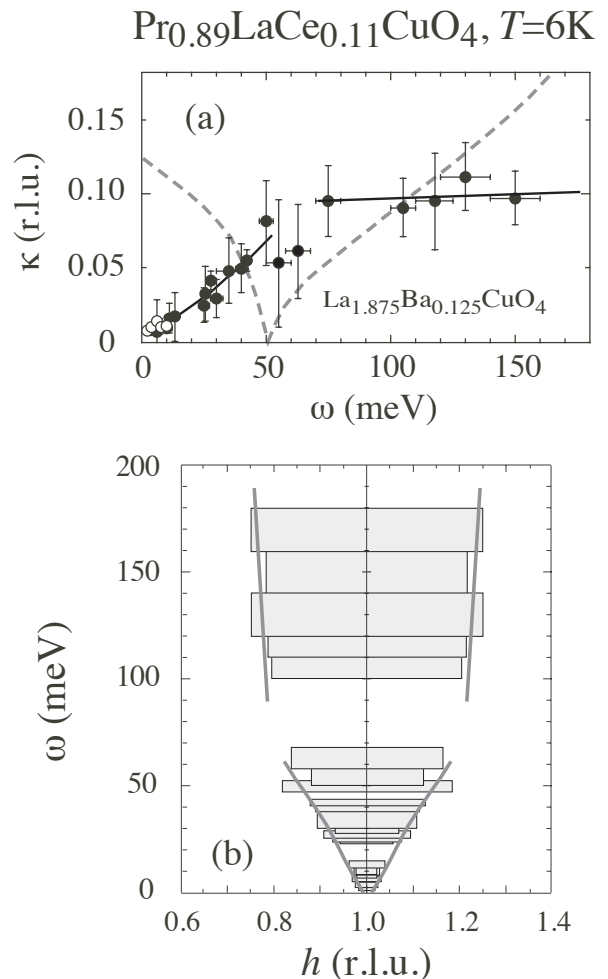 Pr0.89LaCe0.11CuO4, T=6K
(a)
κ (r.l.u.)
0.15
0.10
0.05
0
La1.875Ba0.125CuO4
0 50 100 150
ω (meV)
ω (meV)
200
150
100
50
0
(b)
0.6 0.8 1.0 1.2 1.4
h (r.l.u.)